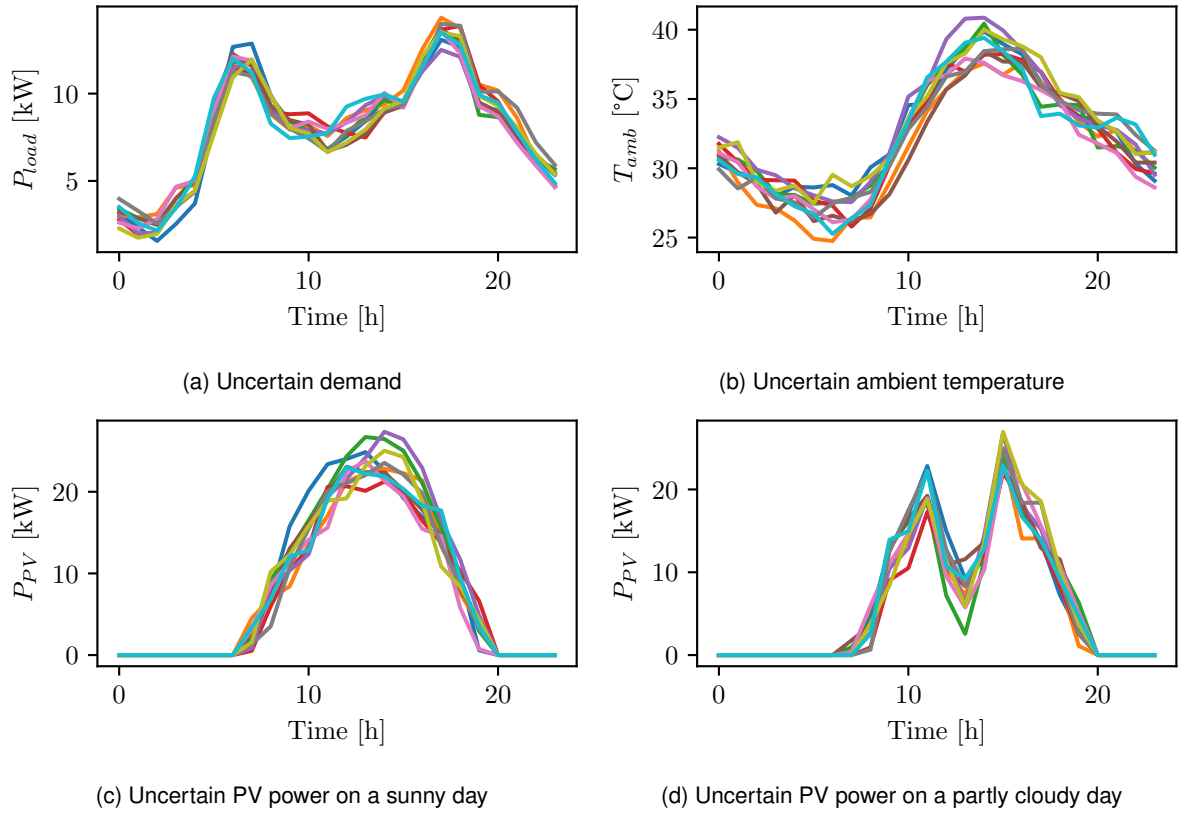 P_load [kW]
10
5
0
10
20
Time [h]
(a) Uncertain demand
T_amb [°C]
40
35
30
25
0
10
20
Time [h]
(b) Uncertain ambient temperature
P_PV [kW]
20
10
0
0
10
20
Time [h]
(c) Uncertain PV power on a sunny day
P_PV [kW]
20
10
0
0
10
20
Time [h]
(d) Uncertain PV power on a partly cloudy day